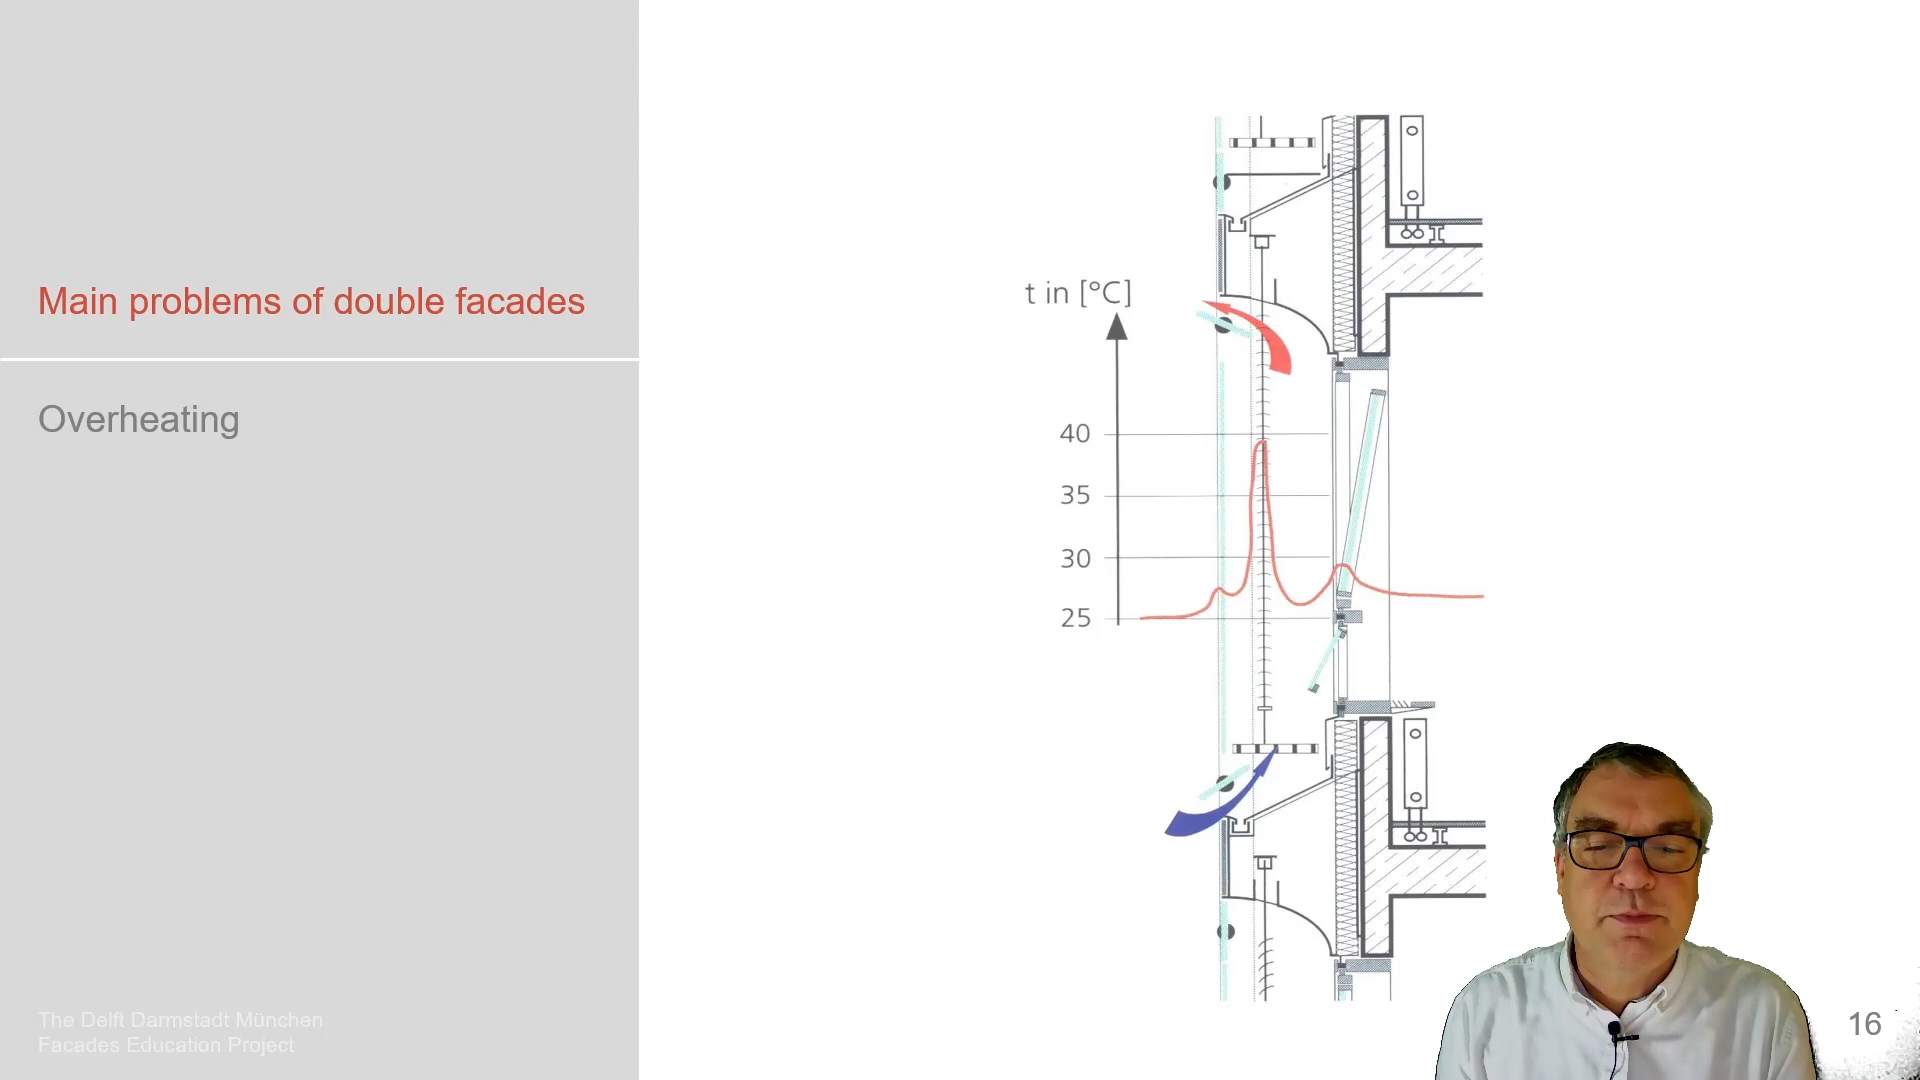 Main problems of double facades
Overheating
t in [°C]
40
35
30
25
The Delft Darmstadt München
Facades Education Project
16